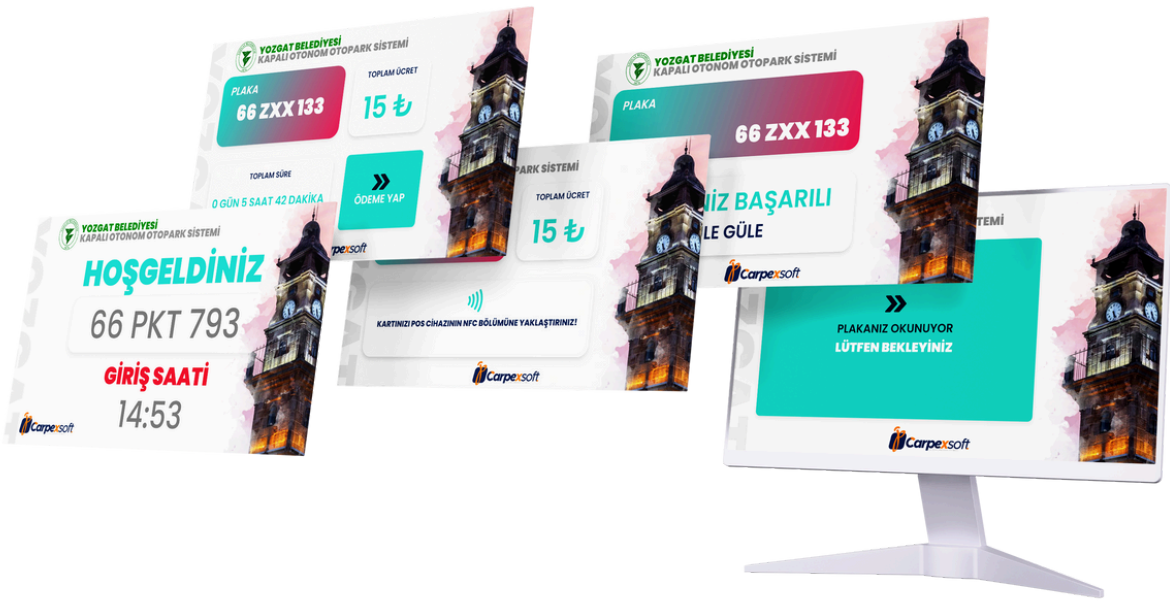 YOZGAT BELEDİYESİ
KAPALI OTONOM OTOPARK SİSTEMİ
PLAKA
66 ZXX 133
TOPLAM ÜCRET
15 ₺
TOPLAM SÜRE
0 GÜN 5 SAAT 42 DAKİKA
ÖDEME YAP
pexsoft
YOZGAT BELEDİYESİ
KAPALI OTONOM OTOPARK SİSTEMİ
PLAKA
66 ZXX 133
NİZ BAŞARILI
LE GÜLE
Carpexsoft
YOZGAT BELEDİYESİ
KAPALI OTONOM OTOPARK SİSTEMİ
HOŞGELDİNİZ
66 PKT 793
GİRİŞ SAATİ
14:53
Carpexsoft
PARK SİSTEMİ
TOPLAM ÜCRET
15 ₺
KARTINIZI POS CİHAZININ NFC BÖLÜMÜNE YAKLAŞTIRINIZ!
Carpexsoft
TEMİ
PLAKANIZ OKUNUYOR
LÜTFEN BEKLEYİNİZ
Carpexsoft